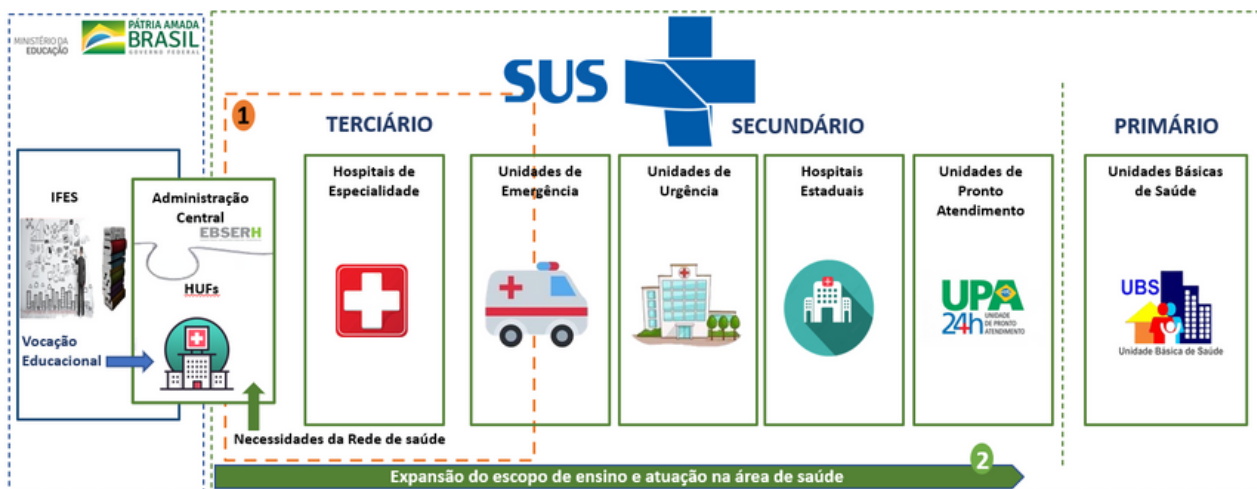 MINISTÉRIO DA
EDUCAÇÃO
PÁTRIA AMADA
BRASIL
GOVERNO FEDERAL
SUS
1
TERCIÁRIO
SECUNDÁRIO
PRIMÁRIO
IFES
Administração
Central
EBSERH
HUFs
Vocação
Educacional
Hospitais de
Especialidade
Unidades de
Emergência
Unidades de
Urgência
Hospitais
Estaduais
Unidades de
Pronto
Atendimento
UPA
24h
UNIDADE
DE PRONTO
ATENDIMENTO
Unidades Básicas
de Saúde
UBS
Unidade Básica de Saúde
Necessidades da Rede de saúde
2
Expansão do escopo de ensino e atuação na área de saúde